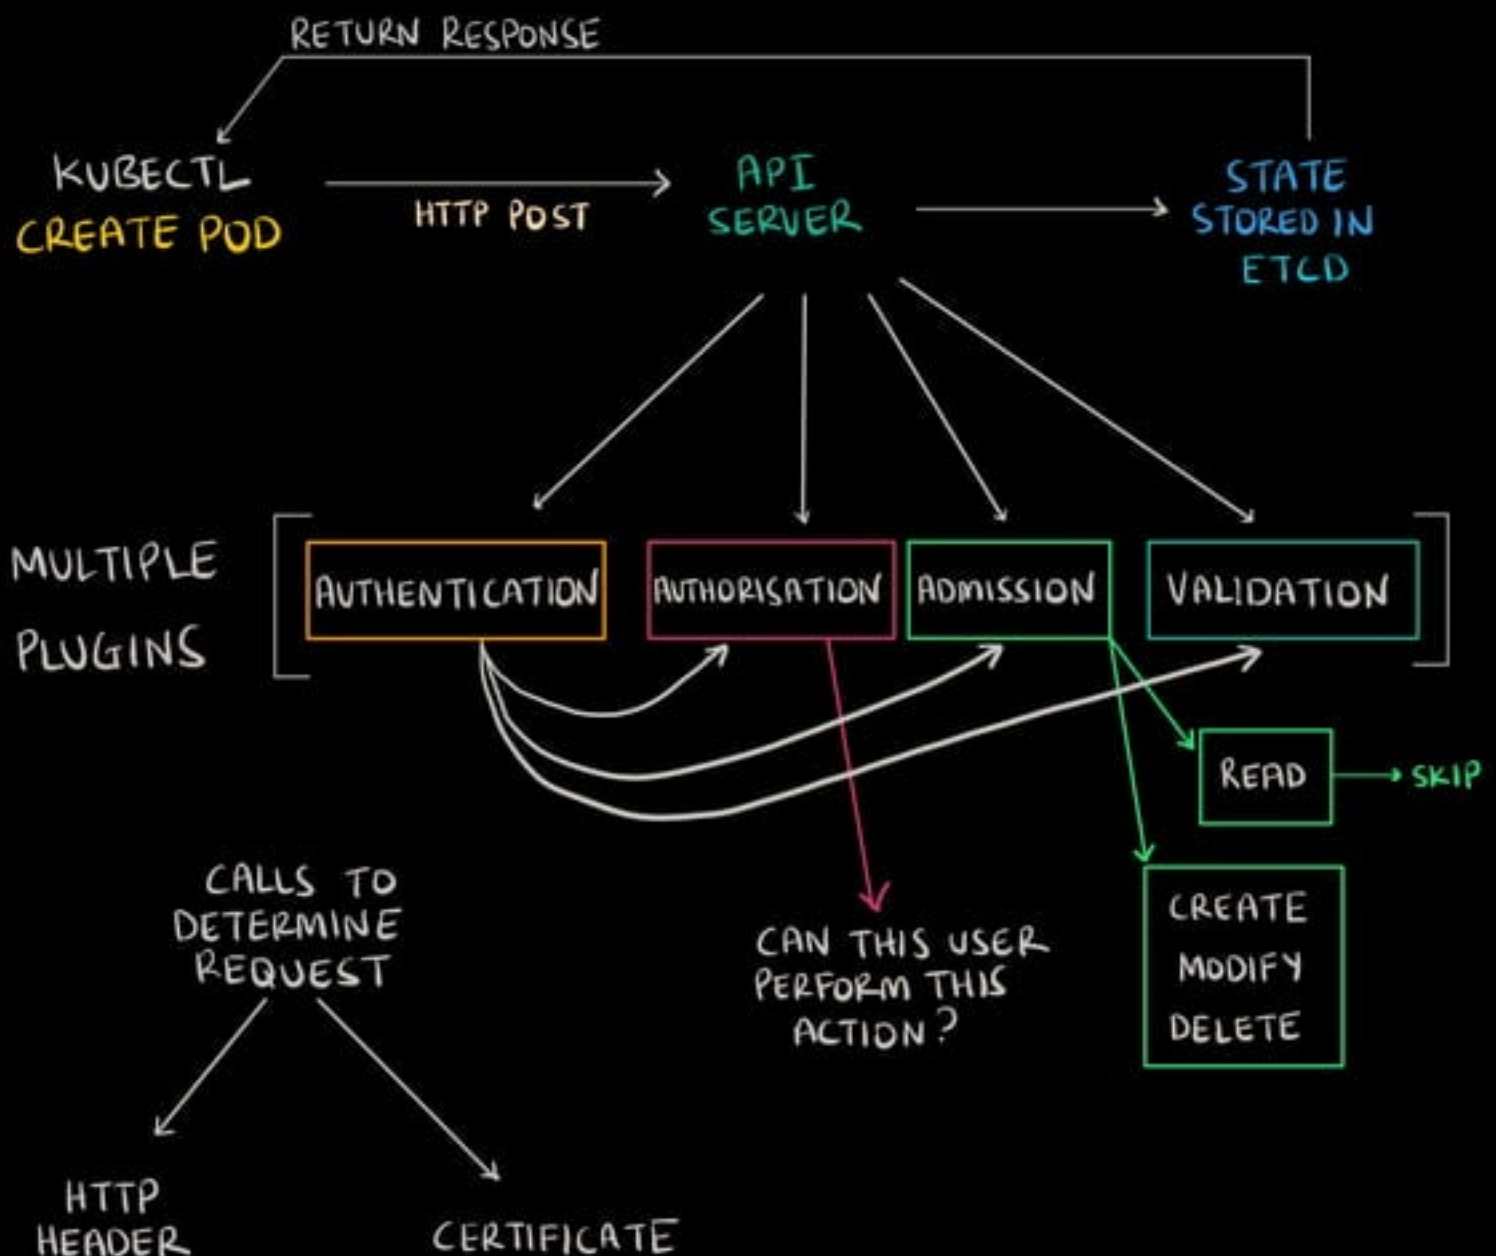 RETURN RESPONSE
KUBECTL
CREATE POD
HTTP POST
API
SERVER
STATE
STORED IN
ETCD
MULTIPLE
PLUGINS
AUTHENTICATION
AUTHORISATION
ADMISSION
VALIDATION
READ
SKIP
CREATE
MODIFY
DELETE
CALLS TO
DETERMINE
REQUEST
CAN THIS USER
PERFORM THIS
ACTION?
HTTP
HEADER
CERTIFICATE